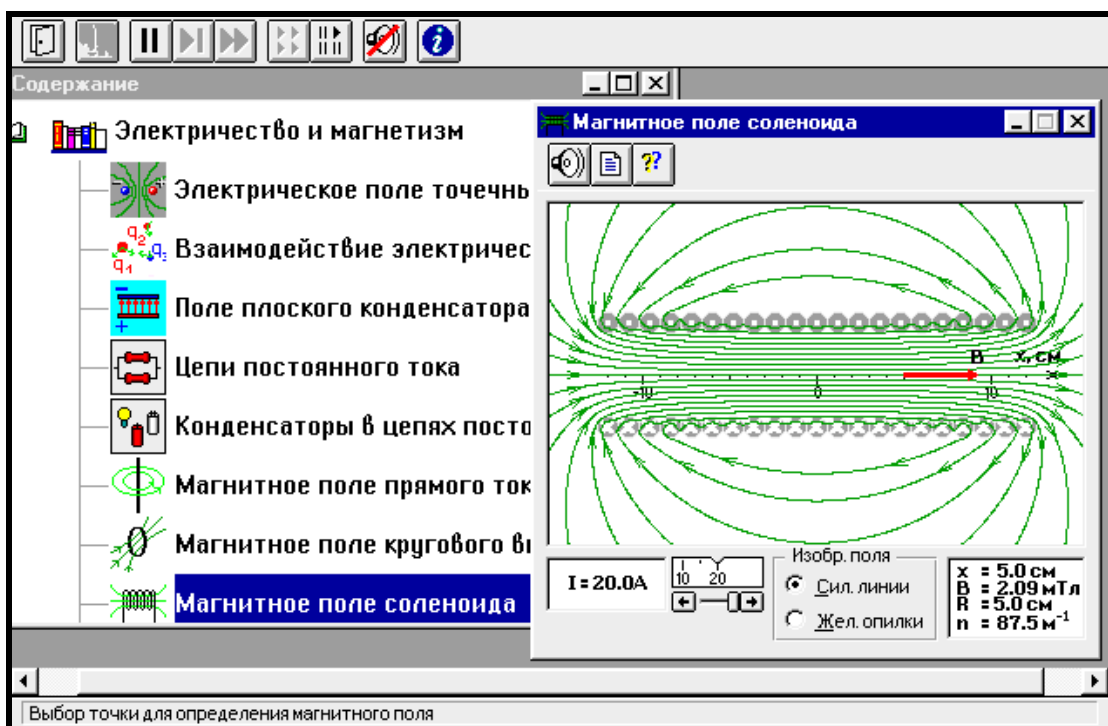 Содержание
Электричество и магнетизм
Электрическое поле точечны
Взаимодействие электричес
Поле плоского конденсатора
Цепи постоянного тока
Конденсаторы в цепях посто
Магнитное поле прямого ток
Магнитное поле кругового ви
Магнитное поле соленоида
Магнитное поле соленоида
B x, см
-10 0 10
I = 20.0А
10 20
Изобр. поля
Сил. линии
Жел. опилки
x = 5.0 см
B = 2.09 мТл
R = 5.0 см
n = 87.5 м⁻¹
Выбор точки для определения магнитного поля